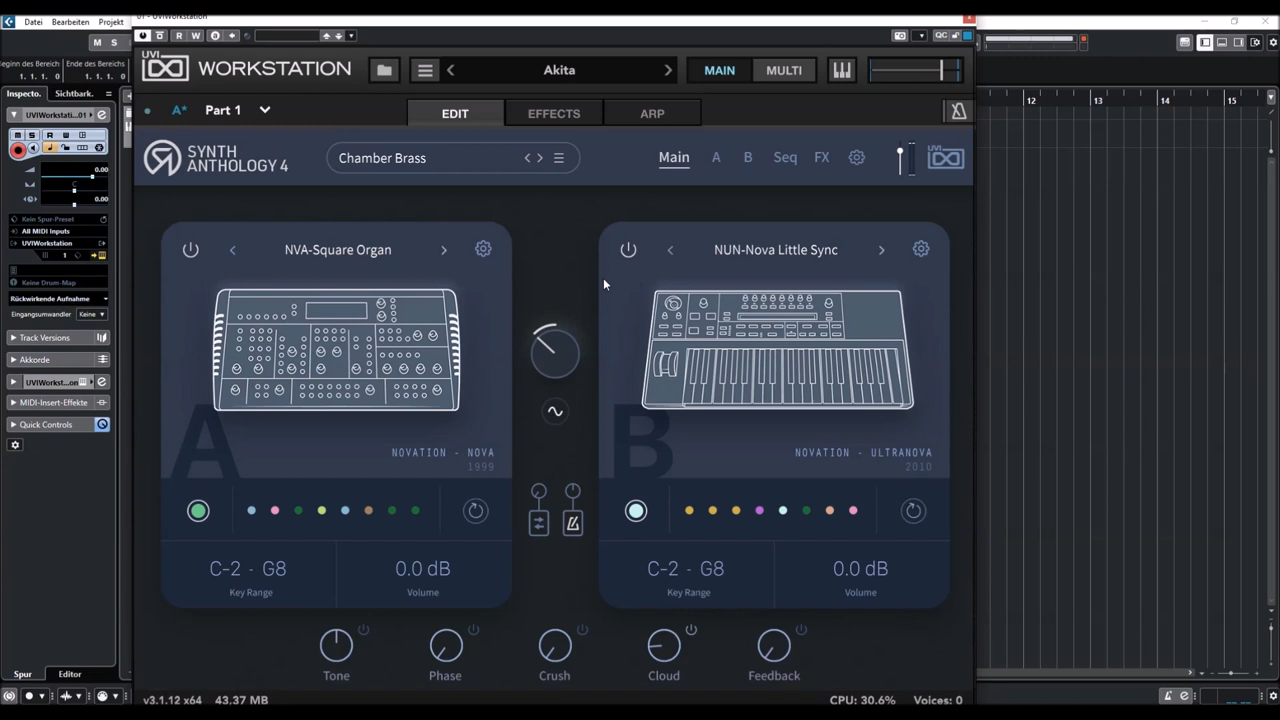 Datei Bearbeiten Projekt
01 - UVIWorkstation
R W
QC
M S
Beginn des Bereichs Ende des Bereichs
1. 1. 1. 0 1. 1. 1. 0
Inspecto. Sichtbark.
UVIWorkstati...01
M S R W
0.00
C
0.00
Kein Spur-Preset
All MIDI Inputs
UVIWorkstation
1
Keine Drum-Map
Rückwirkende Aufnahme
Eingangsumwandler Keine
Track Versions
Akkorde
UVIWorkst...on
MIDI-Insert-Effekte
Quick Controls
Spur Editor
UVI
WORKSTATION
Akita
MAIN MULTI
A* Part 1
EDIT EFFECTS ARP
SYNTH
ANTHOLOGY 4
Chamber Brass
Main A B Seq FX
UVI
NVA-Square Organ
A
NOVATION - NOVA
1999
C-2 - G8
Key Range
0.0 dB
Volume
NUN-Nova Little Sync
B
NOVATION - ULTRANOVA
2010
C-2 - G8
Key Range
0.0 dB
Volume
Tone Phase Crush Cloud Feedback
v3.1.12 x64 43.37 MB
CPU: 30.6% Voices: 0
12 13 14 15